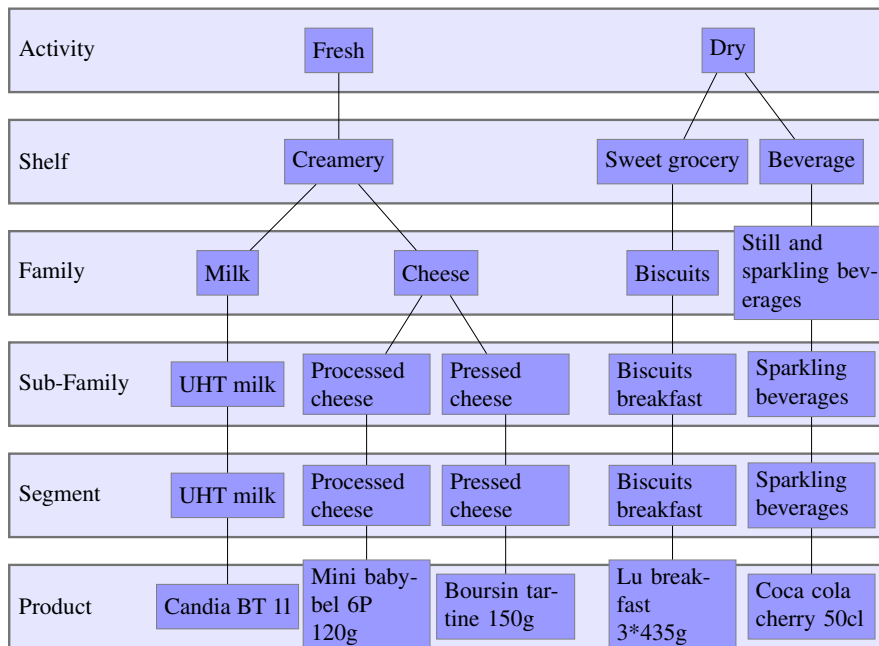 Activity
Fresh
Dry
Shelf
Creamery
Sweet grocery
Beverage
Family
Milk
Cheese
Biscuits
Still and
sparkling bev-
erages
Sub-Family
UHT milk
Processed
cheese
Pressed
cheese
Biscuits
breakfast
Sparkling
beverages
Segment
UHT milk
Processed
cheese
Pressed
cheese
Biscuits
breakfast
Sparkling
beverages
Product
Candia BT 1l
Mini baby-
bel 6P
120g
Boursin tar-
tine 150g
Lu break-
fast
3*435g
Coca cola
cherry 50cl